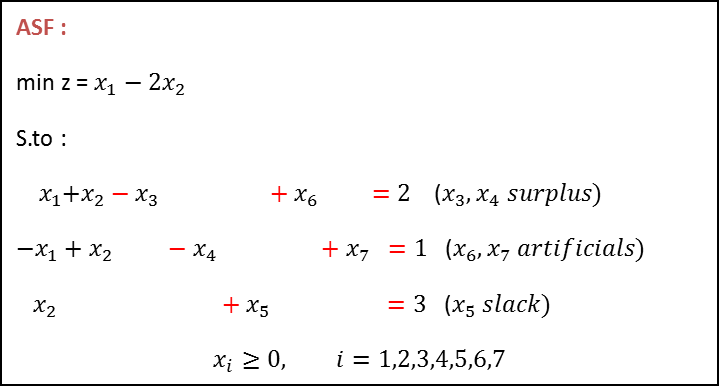 ASF :
min z = 𝑥₁ − 2𝑥₂
S.to :
𝑥₁+𝑥₂ − 𝑥₃ + 𝑥₆ = 2 (𝑥₃, 𝑥₄ 𝑠𝑢𝑟𝑝𝑙𝑢𝑠)
−𝑥₁ + 𝑥₂ − 𝑥₄ + 𝑥₇ = 1 (𝑥₆, 𝑥₇ 𝑎𝑟𝑡𝑖𝑓𝑖𝑐𝑖𝑎𝑙𝑠)
𝑥₂ + 𝑥₅ = 3 (𝑥₅ 𝑠𝑙𝑎𝑐𝑘)
𝑥ᵢ ≥ 0, 𝑖 = 1,2,3,4,5,6,7